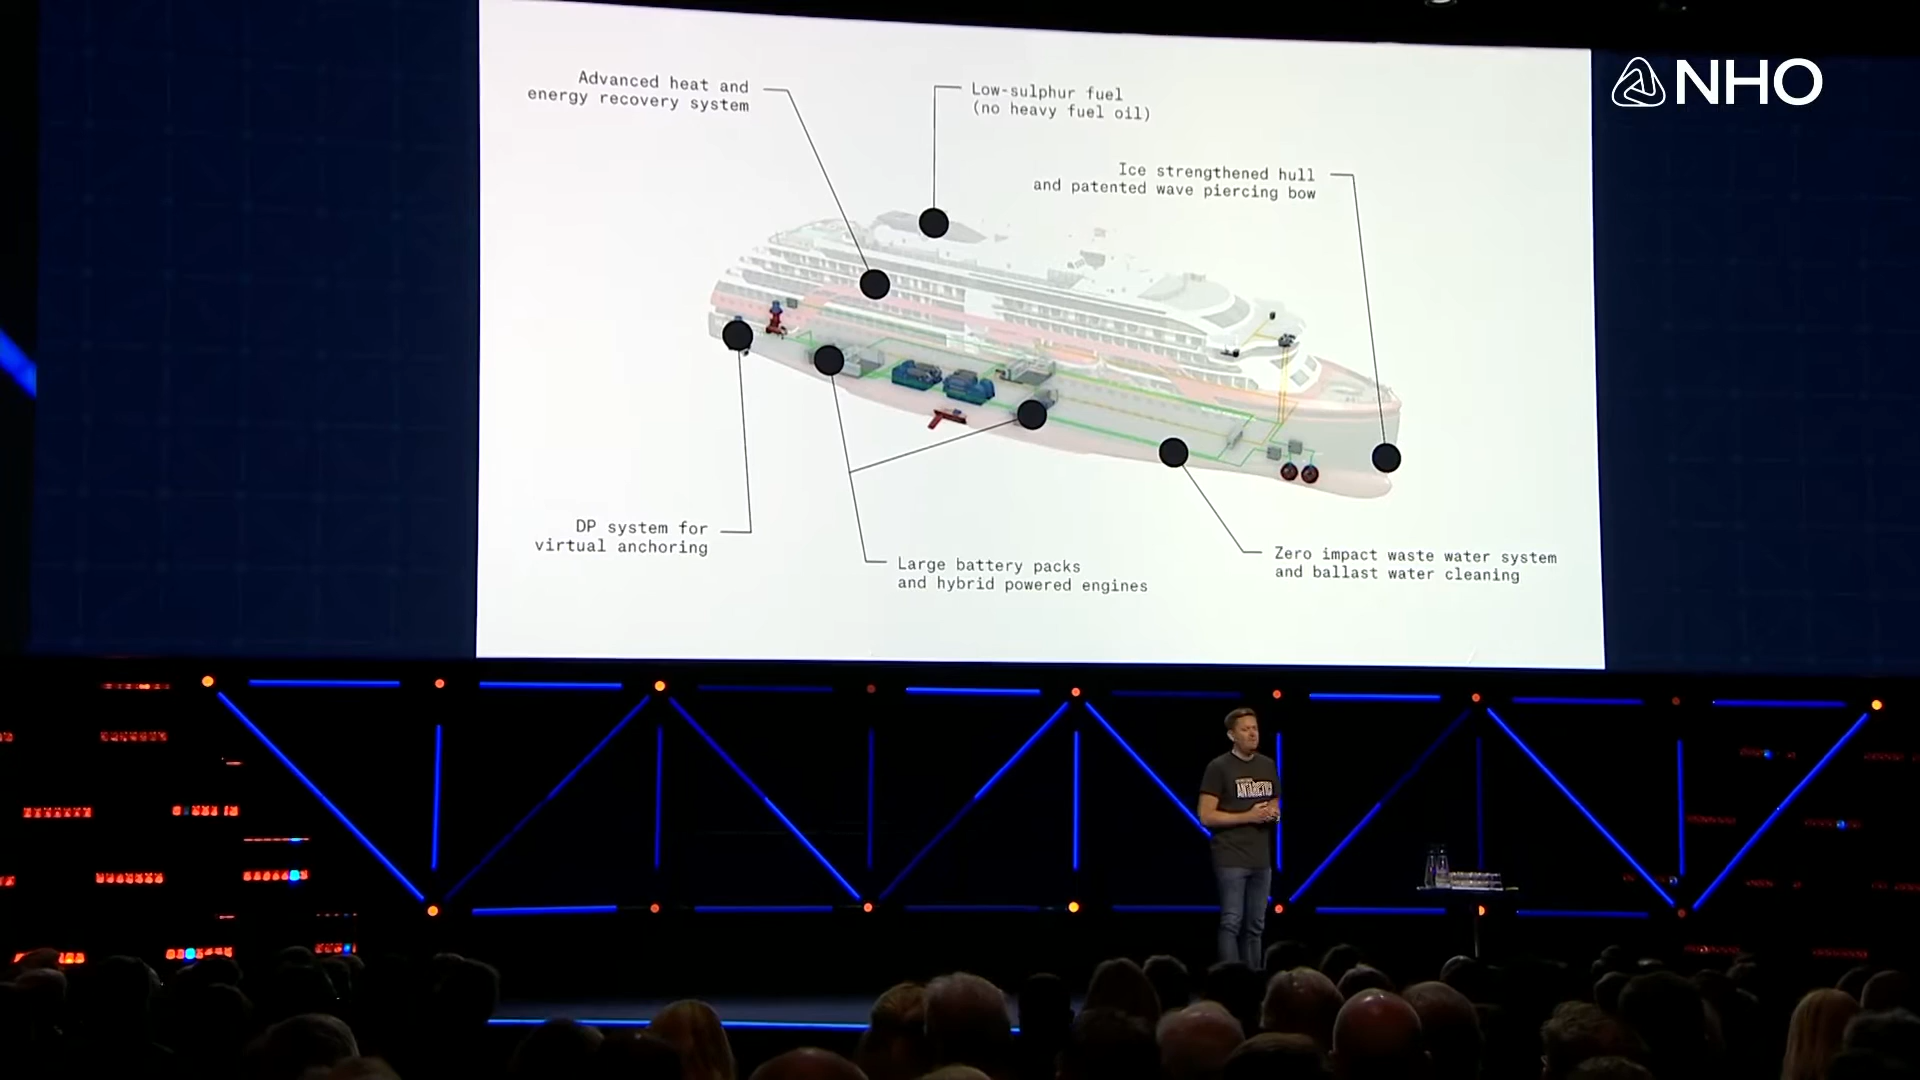 NHO
Advanced heat and
energy recovery system
Low-sulphur fuel
(no heavy fuel oil)
Ice strengthened hull
and patented wave piercing bow
DP system for
virtual anchoring
Large battery packs
and hybrid powered engines
Zero impact waste water system
and ballast water cleaning